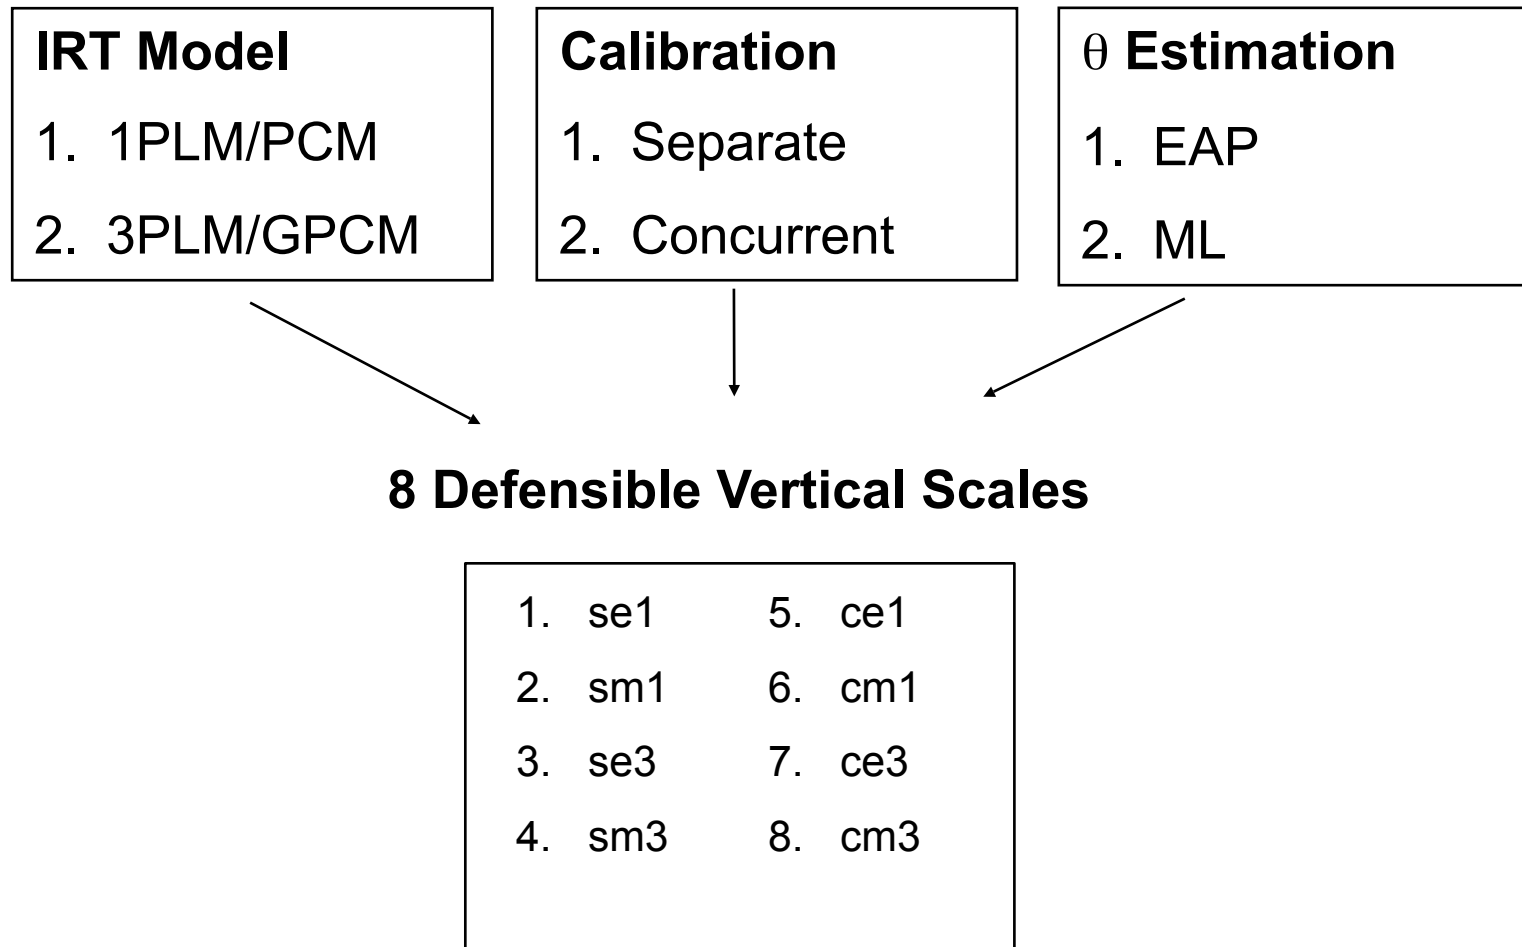 IRT Model
1. 1PLM/PCM
2. 3PLM/GPCM
Calibration
1. Separate
2. Concurrent
θ Estimation
1. EAP
2. ML
8 Defensible Vertical Scales
1. se1
2. sm1
3. se3
4. sm3
5. ce1
6. cm1
7. ce3
8. cm3